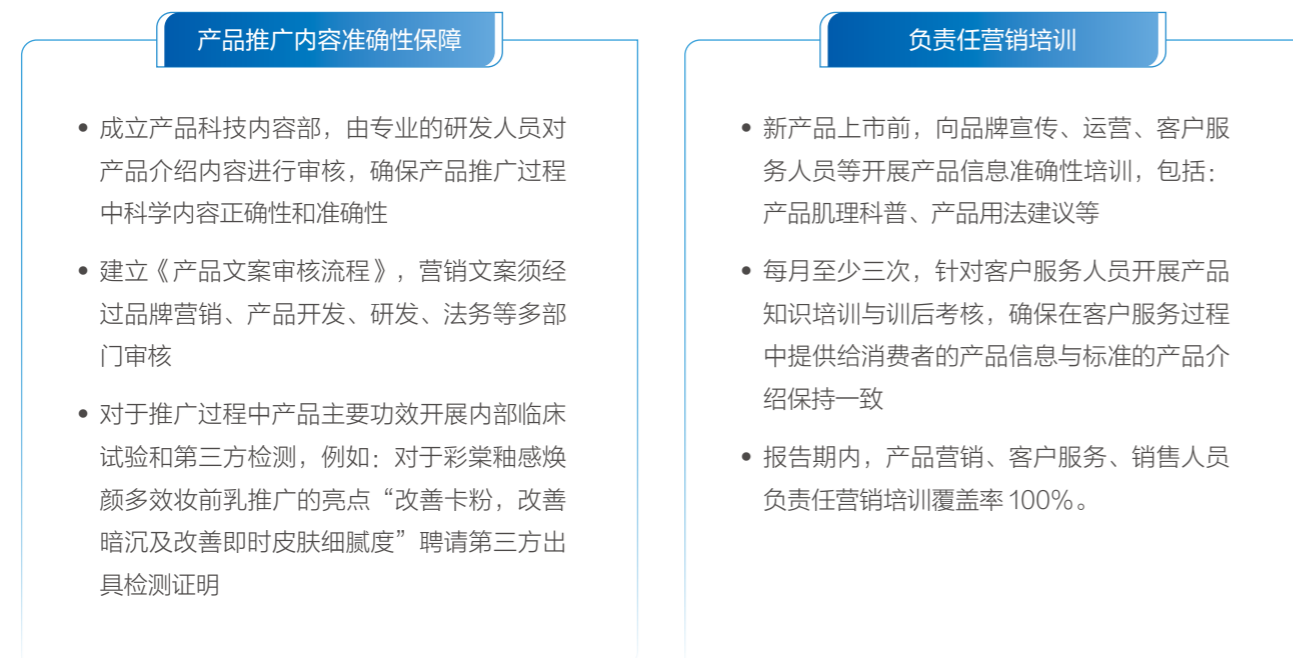 产品推广内容准确性保障
• 成立产品科技内容部，由专业的研发人员对
产品介绍内容进行审核，确保产品推广过程
中科学内容正确性和准确性
• 建立《产品文案审核流程》，营销文案须经
过品牌营销、产品开发、研发、法务等多部
门审核
• 对于推广过程中产品主要功效开展内部临床
试验和第三方检测，例如：对于彩棠釉感焕
颜多效妆前乳推广的亮点“改善卡粉，改善
暗沉及改善即时皮肤细腻度”聘请第三方出
具检测证明
负责任营销培训
• 新产品上市前，向品牌宣传、运营、客户服
务人员等开展产品信息准确性培训，包括：
产品肌理科普、产品用法建议等
• 每月至少三次，针对客户服务人员开展产品
知识培训与训后考核，确保在客户服务过程
中提供给消费者的产品信息与标准的产品介
绍保持一致
• 报告期内，产品营销、客户服务、销售人员
负责任营销培训覆盖率 100%。